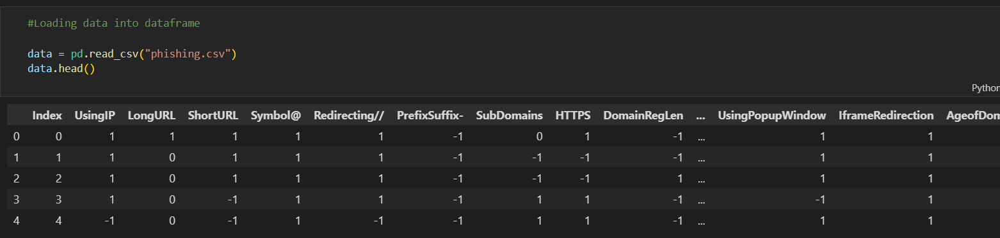 #Loading data into dataframe
data = pd.read_csv("phishing.csv")
data.head()
Python
Index UsingIP LongURL ShortURL Symbol@ Redirecting// PrefixSuffix- SubDomains HTTPS DomainRegLen ... UsingPopupWindow IframeRedirection AgeofDom
0 0 1 1 1 1 1 -1 0 1 -1 ... 1 1
1 1 1 0 1 1 1 -1 -1 -1 -1 ... 1 1
2 2 1 0 1 1 1 -1 -1 -1 1 ... 1 1
3 3 1 0 -1 1 1 -1 1 1 -1 ... -1 1
4 4 -1 0 -1 1 -1 -1 1 1 -1 ... 1 1